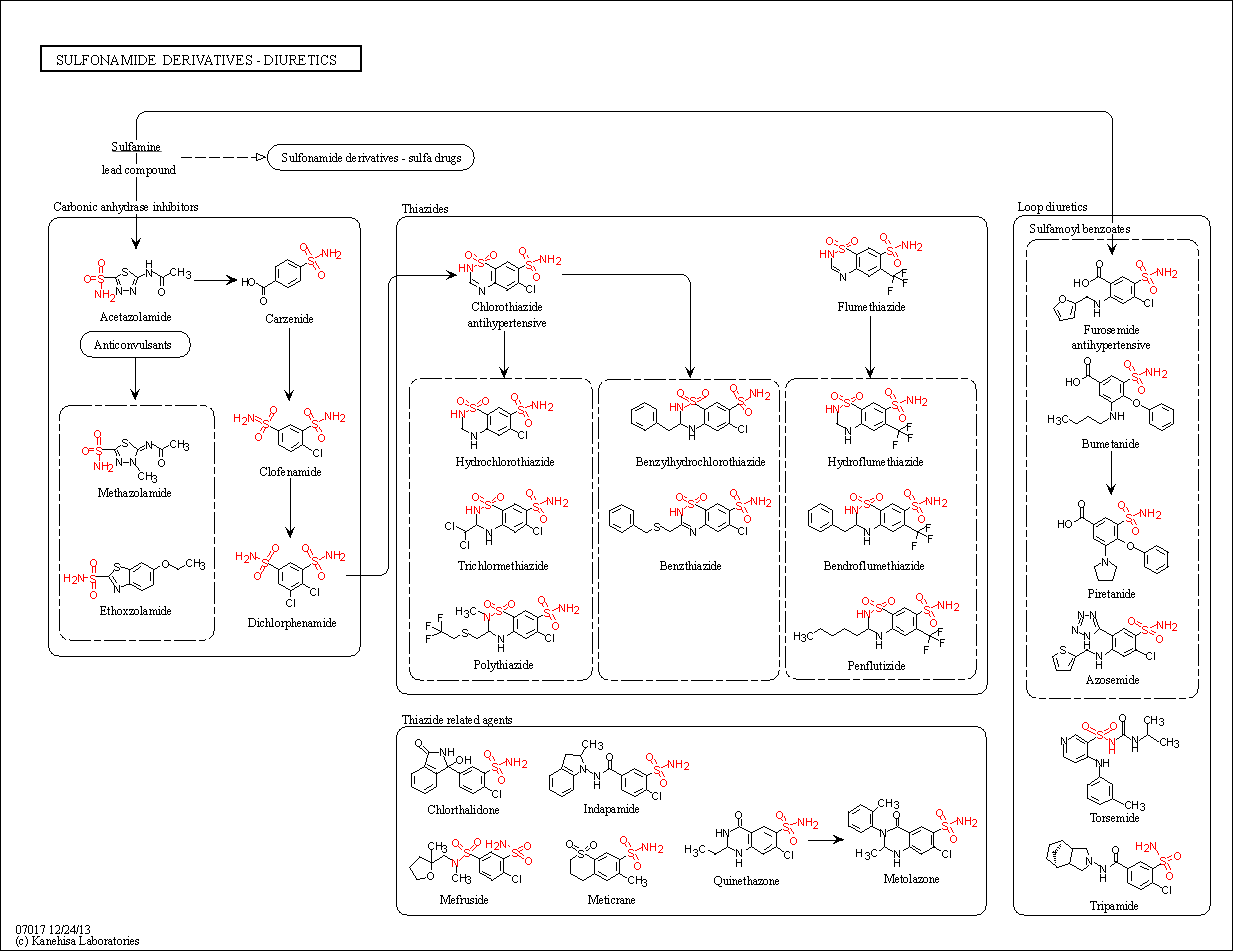 SULFONAMIDE DERIVATIVES - DIURETICS
Sulfamine
lead compound
Sulfonamide derivatives - sulfa drugs
Carbonic anhydrase inhibitors
Acetazolamide
Carzenide
Anticonvulsants
Clofenamide
Methazolamide
Ethoxzolamide
Dichlorphenamide
Thiazides
Chlorothiazide
antihypertensive
Flumethiazide
Hydrochlorothiazide
Benzylhydrochlorothiazide
Hydroflumethiazide
Trichlormethiazide
Benzthiazide
Bendroflumethiazide
Polythiazide
Penflutizide
Thiazide related agents
Chlorthalidone
Indapamide
Mefruside
Meticrane
Quinethazone
Metolazone
Loop diuretics
Sulfamoyl benzoates
Furosemide
antihypertensive
Bumetanide
Piretanide
Azosemide
Torsemide
Tripamide
07017 12/24/13
(c) Kanehisa Laboratories